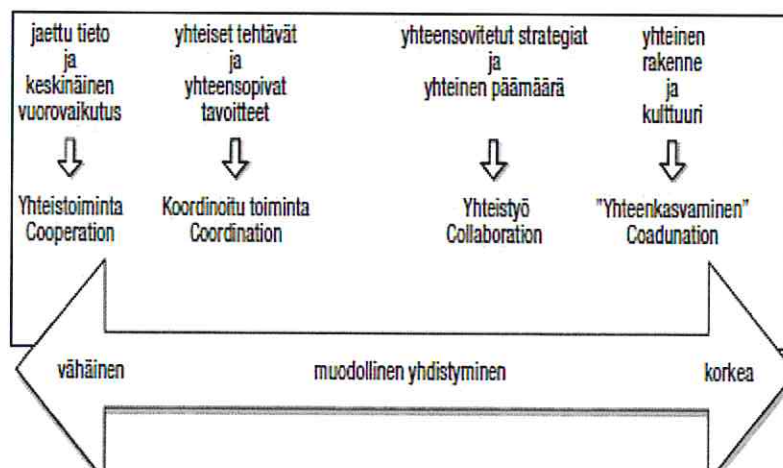 jaettu tieto
ja
keskinäinen
vuorovaikutus
yhteiset tehtävät
ja
yhteensopivat
tavoitteet
yhteensovitetut strategiat
ja
yhteinen päämäärä
yhteinen
rakenne
ja
kulttuuri
Yhteistoiminta
Cooperation
Koordinoitu toiminta
Coordination
Yhteistyö
Collaboration
"Yhteenkasvaminen"
Coadunation
vähäinen
muodollinen yhdistyminen
korkea